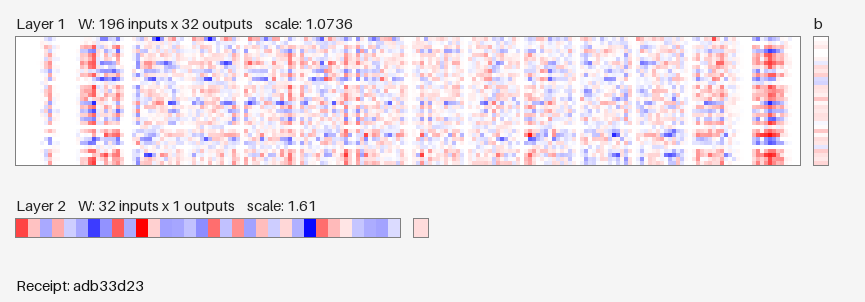 Layer 1   W: 196 inputs x 32 outputs   scale: 1.0736   b
Layer 2   W: 32 inputs x 1 outputs   scale: 1.61
Receipt: adb33d23